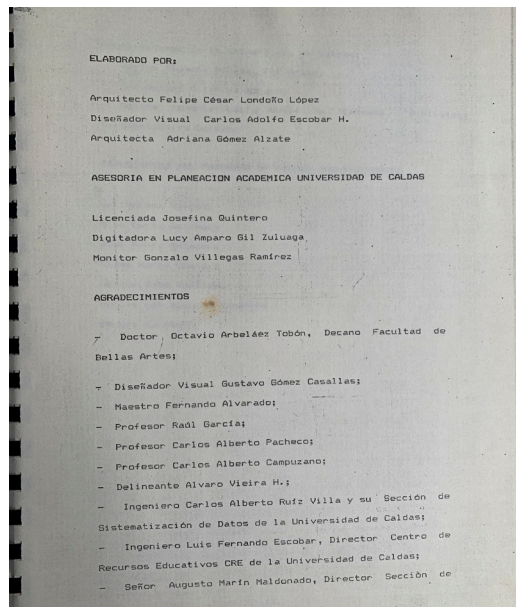 ELABORADO POR:
Arquitecto Felipe César Londoño López
Diseñador Visual Carlos Adolfo Escobar H.
Arquitecta Adriana Gómez Alzate
ASESORIA EN PLANEACION ACADEMICA UNIVERSIDAD DE CALDAS
Licenciada Josefina Quintero
Digitadora Lucy Amparo Gil Zuluaga
Monitor Gonzalo Villegas Ramírez
AGRADECIMIENTOS
- Doctor Octavio Arbeláez Tobón, Decano Facultad de
Bellas Artes;
- Diseñador Visual Gustavo Gómez Casallas;
- Maestro Fernando Alvarado;
- Profesor Raúl García;
- Profesor Carlos Alberto Pacheco;
- Profesor Carlos Alberto Campuzano;
- Delineante Alvaro Vieira H.;
- Ingeniero Carlos Alberto Ruíz Villa y su Sección de
Sistematización de Datos de la Universidad de Caldas;
- Ingeniero Luis Fernando Escobar, Director Centro de
Recursos Educativos CRE de la Universidad de Caldas;
- Señor Augusto Marín Maldonado, Director Sección de